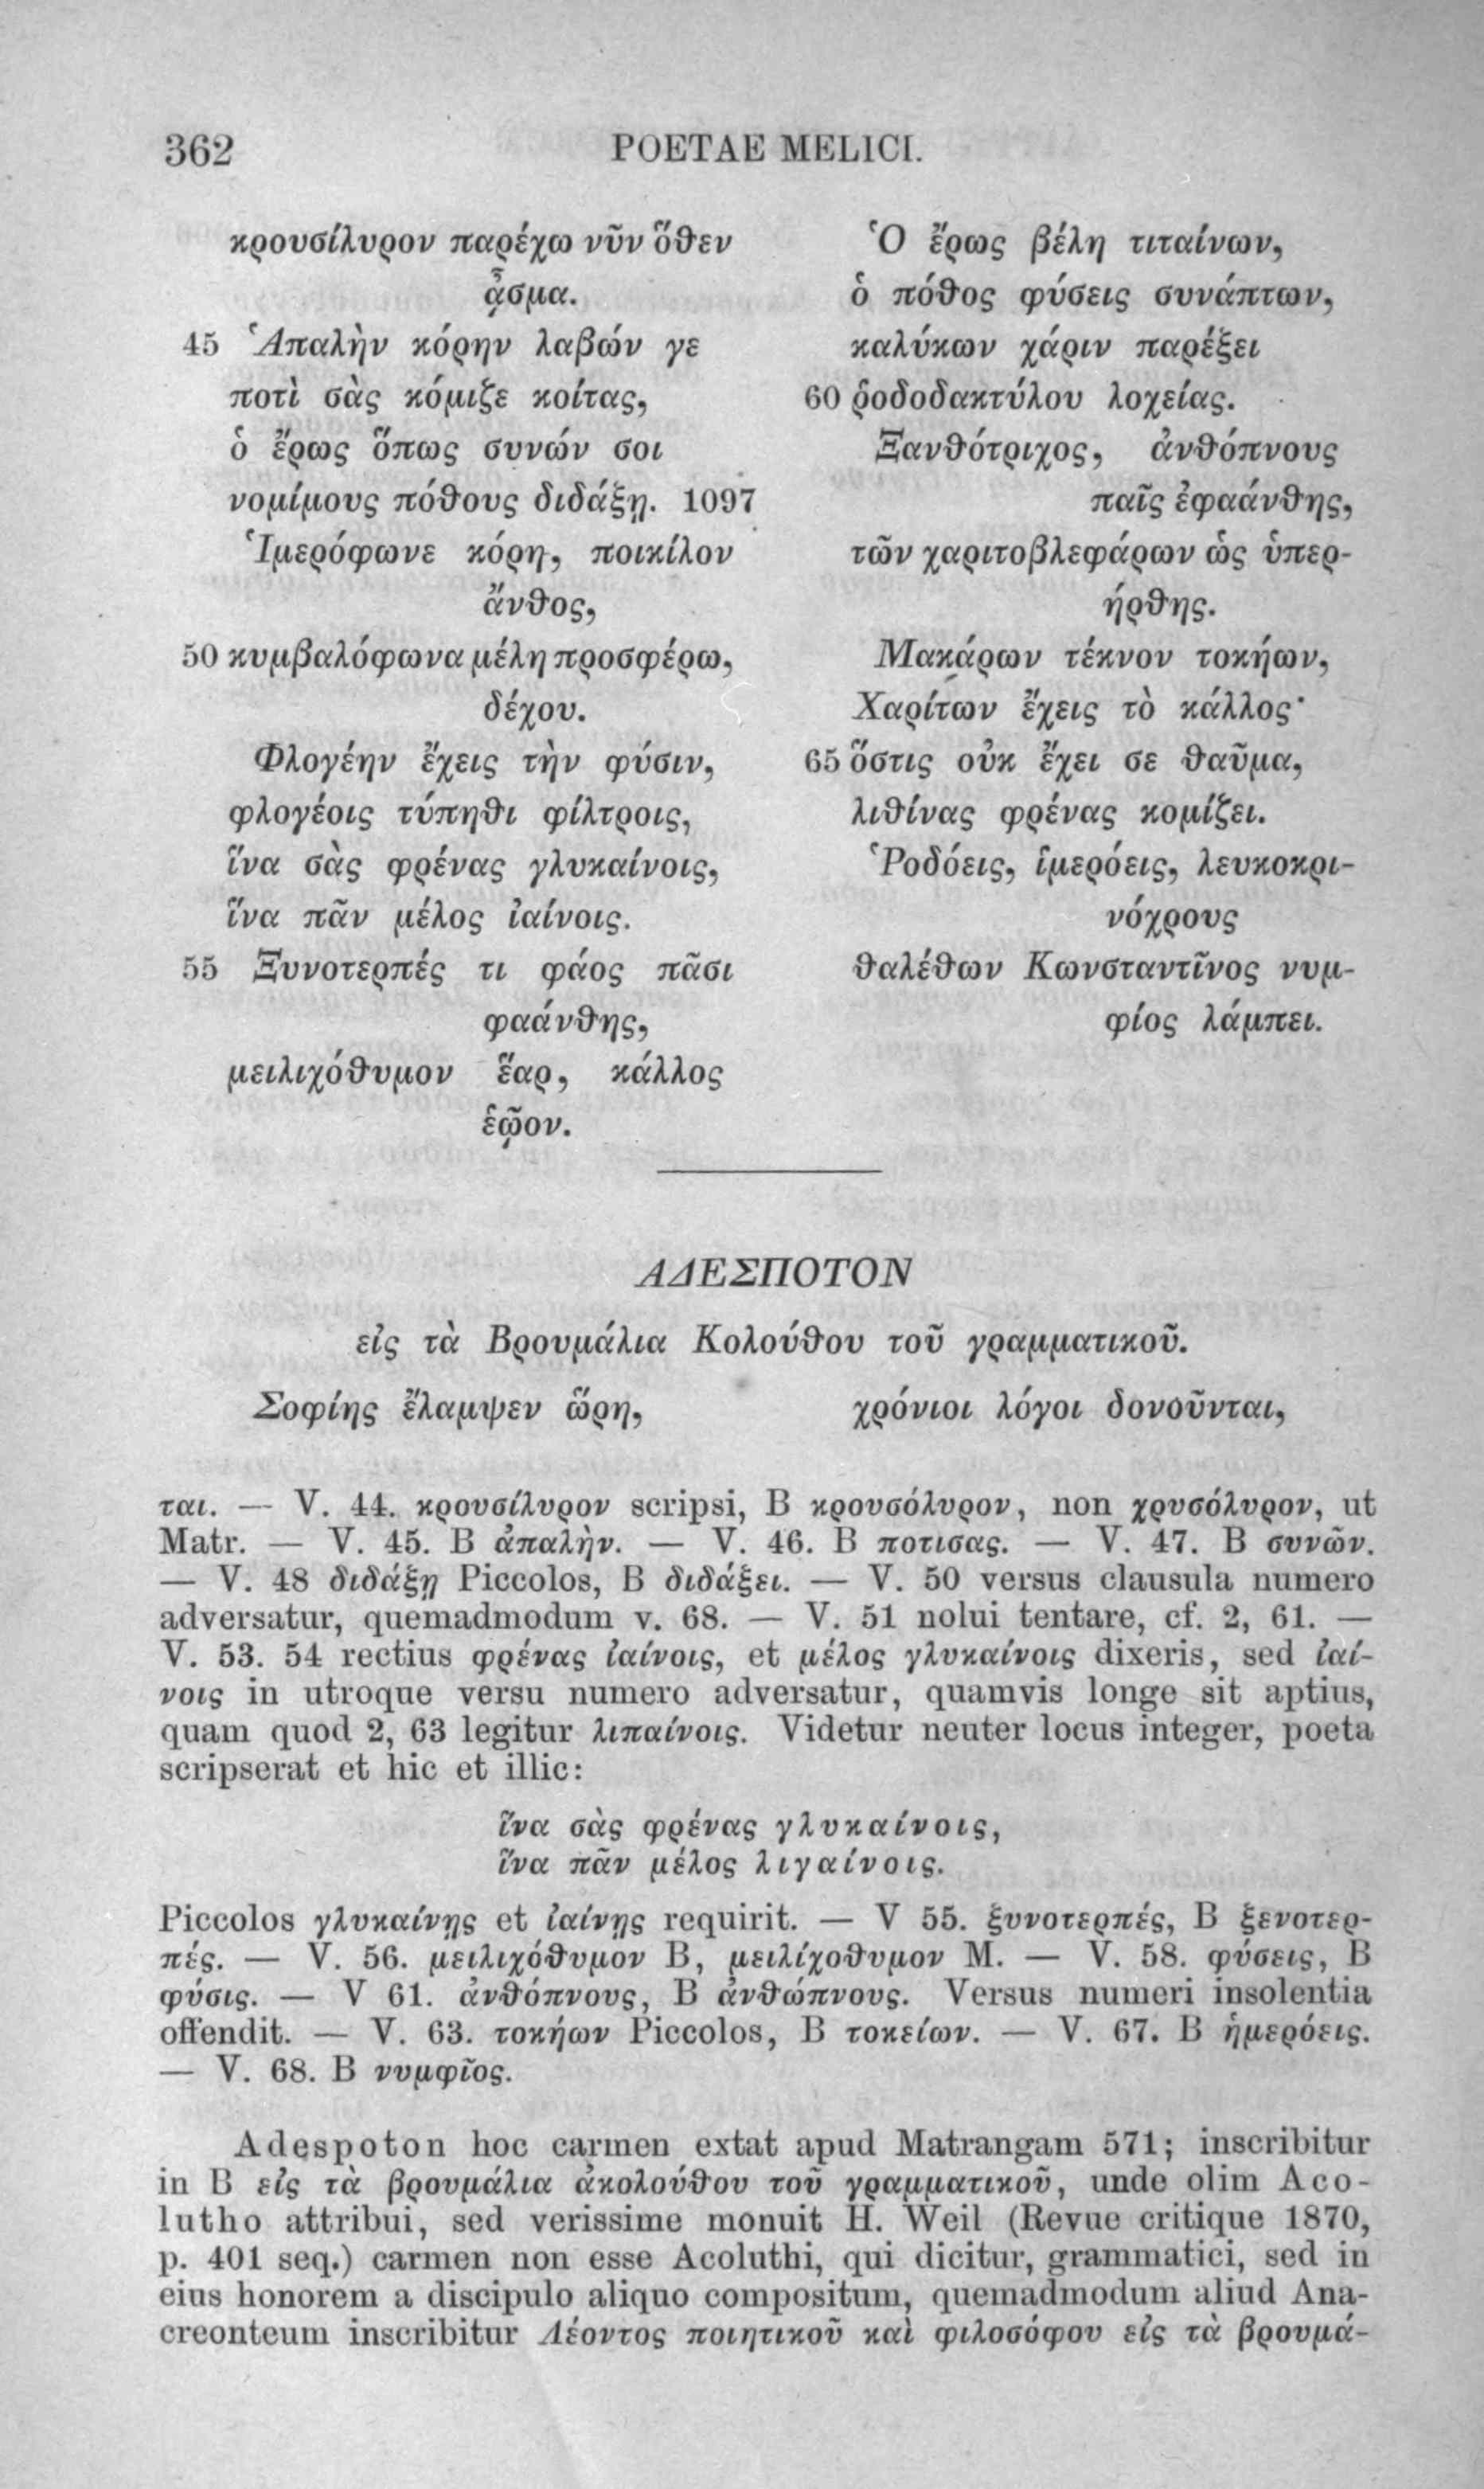 362
POETAE MELICI.
κρουσίλυρον παρέχω νῦν ὅθεν
ᾆσμα.
45 Ἁπαλὴν κόρην λαβών γε
ποτὶ σὰς κόμιζε κοίτας,
ὁ ἔρως ὅπως συνών σοι
νομίμους πόθους διδάξῃ. 1097
Ἱμερόφωνε κόρη, ποικίλον
ἄνθος,
50 κυμβαλόφωνα μέλη προσφέρω,
δέχου.
Φλογέην ἔχεις τὴν φύσιν,
φλογέοις τύπηθι φίλτροις,
ἵνα σὰς φρένας γλυκαίνοις,
ἵνα πᾶν μέλος ἰαίνοις.
55 Ξυνοτερπές τι φάος πᾶσι
φαάνθης,
μειλιχόθυμον ἔαρ, κάλλος
ἑῷον.
Ὁ ἔρως βέλη τιταίνων,
ὁ πόθος φύσεις συνάπτων,
καλύκων χάριν παρέξει
60 ῥοδοδακτύλου λοχείας.
Ξανθότριχος, ἀνθόπνους
παῖς ἐφαάνθης,
τῶν χαριτοβλεφάρων ὡς ὑπερ-
ήρθης.
Μακάρων τέκνον τοκήων,
Χαρίτων ἔχεις τὸ κάλλος·
65 ὅστις οὐκ ἔχει σε θαῦμα,
λιθίνας φρένας κομίζει.
Ῥοδόεις, ἱμερόεις, λευκοκρι-
νόχρους
θαλέθων Κωνσταντῖνος νυμ-
φίος λάμπει.
ΑΔΕΣΠΟΤΟΝ
εἰς τὰ Βρουμάλια Κολούθου τοῦ γραμματικοῦ.
Σοφίης ἔλαμψεν ὥρη,
χρόνιοι λόγοι δονοῦνται,
ται. — V. 44. κρουσίλυρον scripsi, B κρουσόλυρον, non χρυσόλυρον, ut
Matr. — V. 45. B ἀπαλὴν. — V. 46. B ποτισας. — V. 47. B συνῶν.
— V. 48 διδάξῃ Piccolos, B διδάξει. — V. 50 versus clausula numero
adversatur, quemadmodum v. 68. — V. 51 nolui tentare, cf. 2, 61. —
V. 53. 54 rectius φρένας ἰαίνοις, et μέλος γλυκαίνοις dixeris, sed ἰαί-
νοις in utroque versu numero adversatur, quamvis longe sit aptius,
quam quod 2, 63 legitur λιπαίνοις. Videtur neuter locus integer, poeta
scripserat et hic et illic:
ἵνα σὰς φρένας γλυκαίνοις,
ἵνα πᾶν μέλος λιγαίνοις.
Piccolos γλυκαίνῃς et ἰαίνῃς requirit. — V 55. ξυνοτερπές, B ξενοτερ-
πές. — V. 56. μειλιχόθυμον B, μειλίχοθυμον M. — V. 58. φύσεις, B
φύσις. — V 61. ἀνθόπνους, B ἀνθώπνους. Versus numeri insolentia
offendit. — V. 63. τοκήων Piccolos, B τοκείων. — V. 67. B ἡμερόεις.
— V. 68. B νυμφῖος.
Adespoton hoc carmen extat apud Matrangam 571; inscribitur
in B εἰς τὰ βρουμάλια ἀκολούθου τοῦ γραμματικοῦ, unde olim Aco-
lutho attribui, sed verissime monuit H. Weil (Revue critique 1870,
p. 401 seq.) carmen non esse Acoluthi, qui dicitur, grammatici, sed in
eius honorem a discipulo aliquo compositum, quemadmodum aliud Ana-
creonteum inscribitur Λέοντος ποιητικοῦ καὶ φιλοσόφου εἰς τὰ βρουμά-